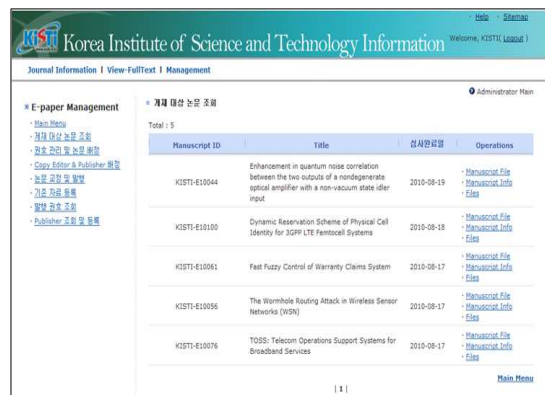 · Help · Sitemap
KiSTi Korea Institute of Science and Technology Information
Welcome, KISTI( Logout )
Journal Information | View-FullText | Management
Administrator Main
E-paper Management
· Main Menu
· 게재 대상 논문 조회
· 권호 관리 및 논문 배정
· Copy Editor & Publisher 배정
· 논문 교정 및 발행
· 기존 자료 등록
· 발행 권호 조회
· Publisher 조회 및 등록
게재 대상 논문 조회
Total : 5
Manuscript ID Title 심사완료일 Operations
KISTI-E10044
Enhancement in quantum noise correlation
between the two outputs of a nondegenerate
optical amplifier with a non-vacuum state idler
input
2010-08-19
· Manuscript File
· Manuscript Info
· Files
KISTI-E10100
Dynamic Reservation Scheme of Physical Cell
Identity for 3GPP LTE Femtocell Systems
2010-08-18
· Manuscript File
· Manuscript Info
· Files
KISTI-E10061
Fast Fuzzy Control of Warranty Claims System
2010-08-17
· Manuscript File
· Manuscript Info
· Files
KISTI-E10056
The Wormhole Routing Attack in Wireless Sensor
Networks (WSN)
2010-08-17
· Manuscript File
· Manuscript Info
· Files
KISTI-E10076
TOSS: Telecom Operations Support Systems for
Broadband Services
2010-08-17
· Manuscript File
· Manuscript Info
· Files
Main Menu
| 1 |